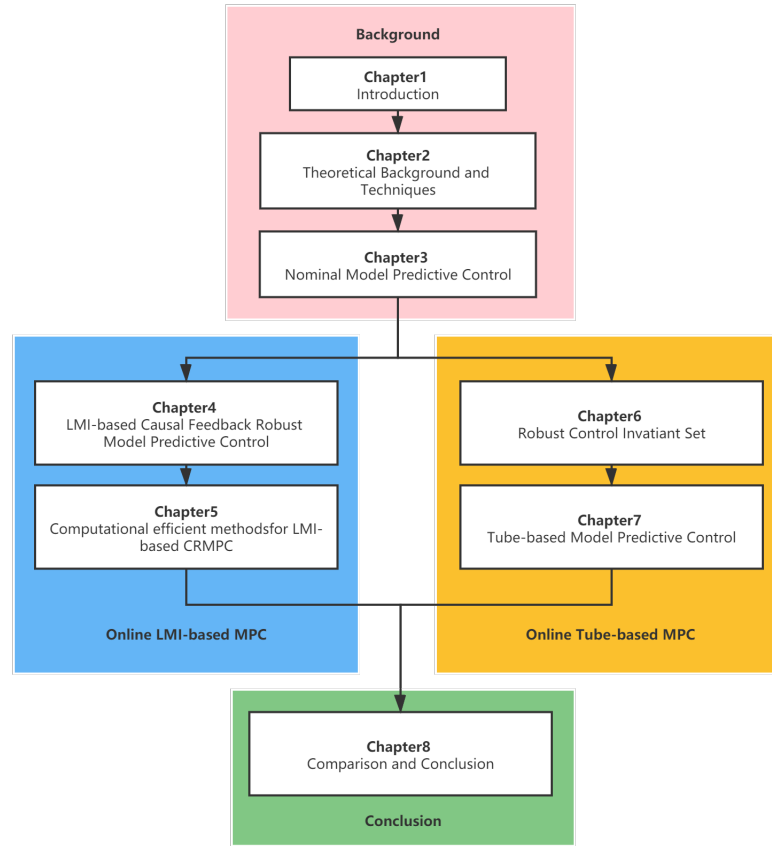 Background
Chapter1
Introduction
Chapter2
Theoretical Background and
Techniques
Chapter3
Nominal Model Predictive Control
Chapter4
LMI-based Causal Feedback Robust
Model Predictive Control
Chapter5
Computational efficient methodsfor LMI-
based CRMPC
Online LMI-based MPC
Chapter6
Robust Control Invatiant Set
Chapter7
Tube-based Model Predictive Control
Online Tube-based MPC
Chapter8
Comparison and Conclusion
Conclusion